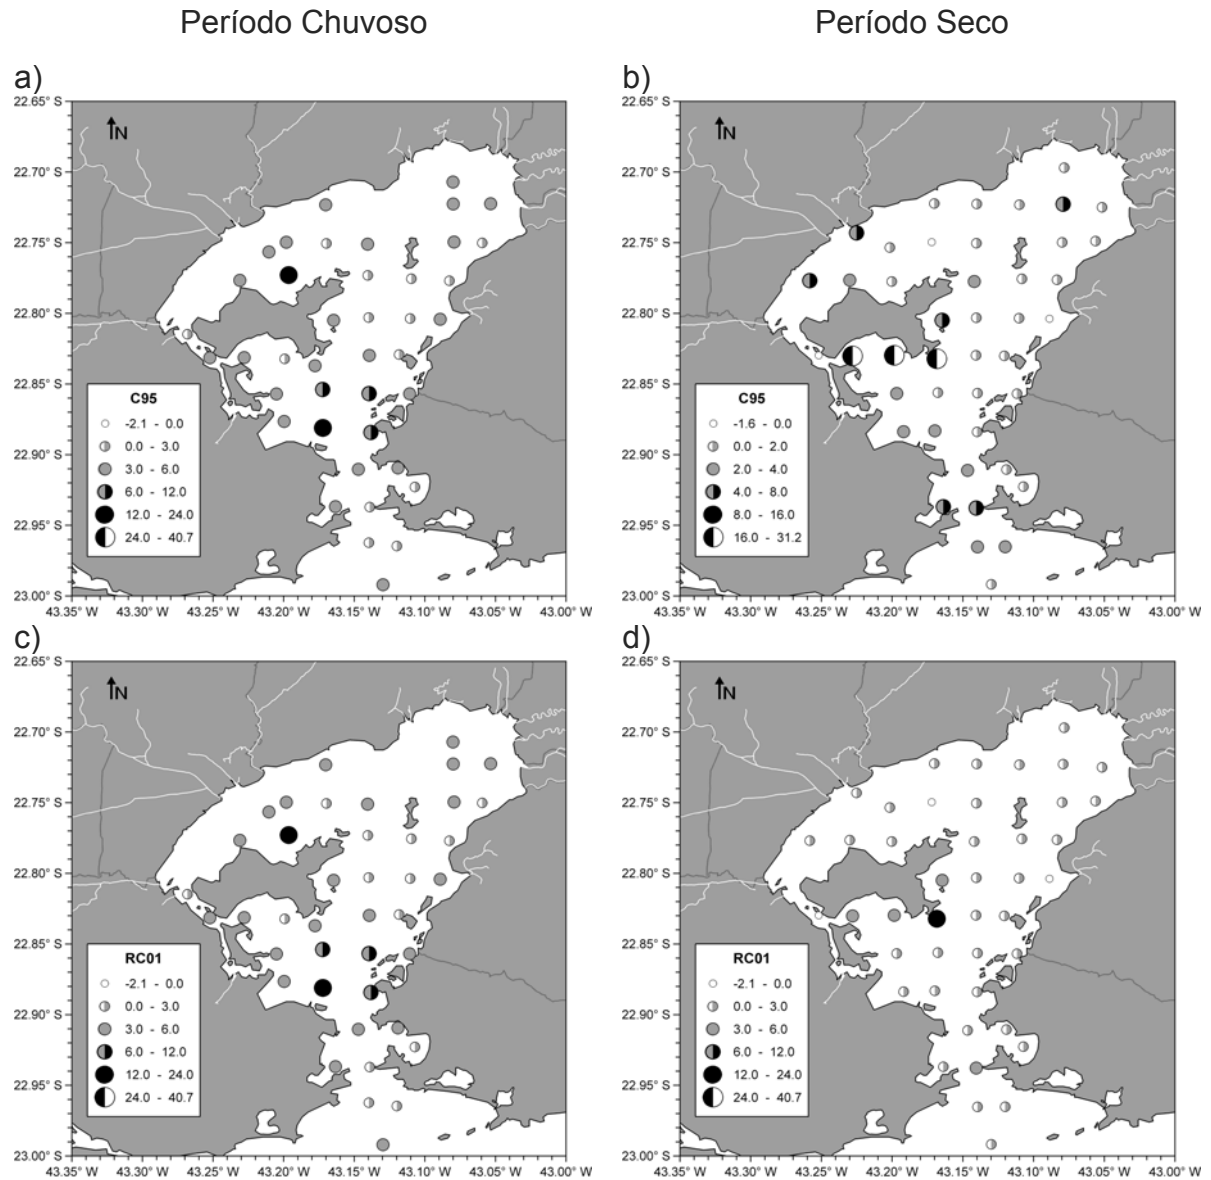 Período Chuvoso
Período Seco
a)
22.65° S
22.70° S
22.75° S
22.80° S
22.85° S
22.90° S
22.95° S
23.00° S
N
C95
-2.1 - 0.0
0.0 - 3.0
3.0 - 6.0
6.0 - 12.0
12.0 - 24.0
24.0 - 40.7
43.35 W 43.30° W 43.25° W 43.20° W 43.15° W 43.10° W 43.05° W 43.00° W
b)
22.65° S
22.70° S
22.75° S
22.80° S
22.85° S
22.90° S
22.95° S
23.00° S
N
C95
-1.6 - 0.0
0.0 - 2.0
2.0 - 4.0
4.0 - 8.0
8.0 - 16.0
16.0 - 31.2
43.35 W 43.30° W 43.25° W 43.20° W 43.15° W 43.10° W 43.05° W 43.00° W
c)
22.65° S
22.70° S
22.75° S
22.80° S
22.85° S
22.90° S
22.95° S
23.00° S
N
RC01
-2.1 - 0.0
0.0 - 3.0
3.0 - 6.0
6.0 - 12.0
12.0 - 24.0
24.0 - 40.7
43.35 W 43.30° W 43.25° W 43.20° W 43.15° W 43.10° W 43.05° W 43.00° W
d)
22.65° S
22.70° S
22.75° S
22.80° S
22.85° S
22.90° S
22.95° S
23.00° S
N
RC01
-2.1 - 0.0
0.0 - 3.0
3.0 - 6.0
6.0 - 12.0
12.0 - 24.0
24.0 - 40.7
43.35 W 43.30° W 43.25° W 43.20° W 43.15° W 43.10° W 43.05° W 43.00° W